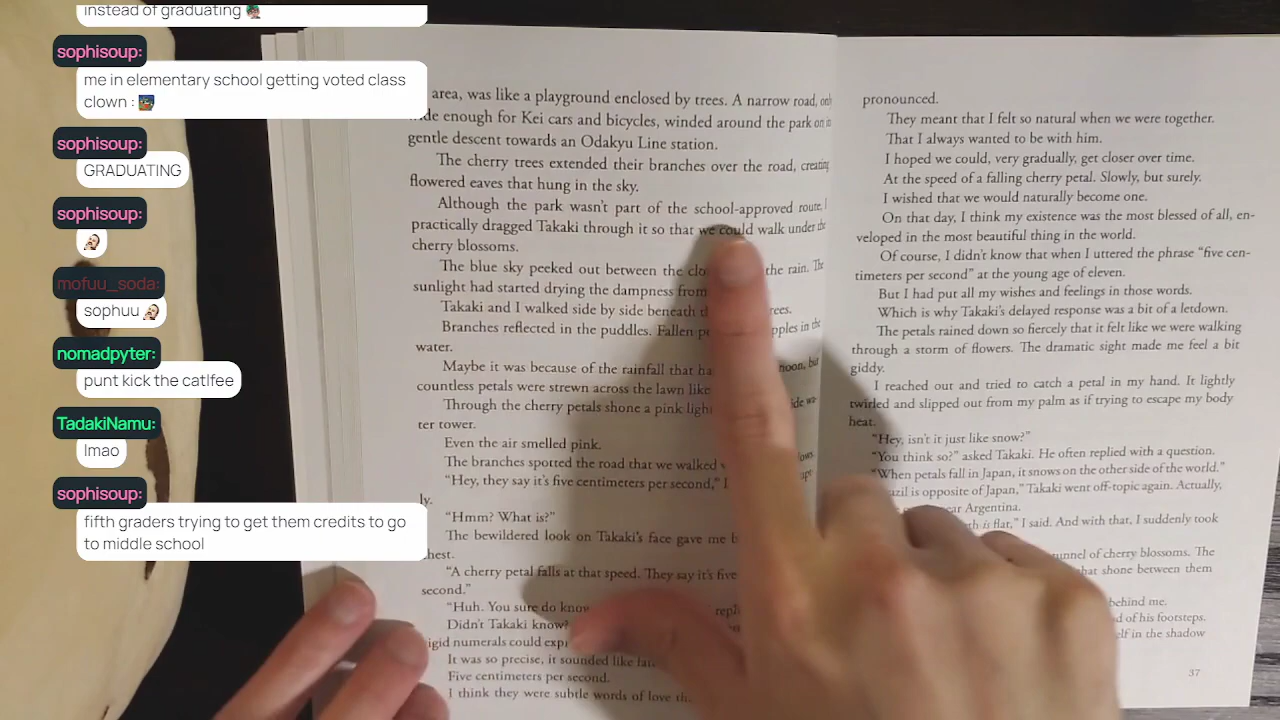 instead of graduating
sophisoup:
me in elementary school getting voted class
clown :
sophisoup:
GRADUATING
sophisoup:
mofuu_soda:
sophuu
nomadpyter:
punt kick the catlfee
TadakiNamu:
lmao
sophisoup:
fifth graders trying to get them credits to go
to middle school
area, was like a playground enclosed by trees. A narrow road, only
enough for Kei cars and bicycles, winded around the park on
gentle descent towards an Odakyu Line station.
The cherry trees extended their branches over the road, creating
flowered eaves that hung in the sky.
Although the park wasn't part of the school-approved route, I
practically dragged Takaki through it so that we could walk under the
cherry blossoms.
The blue sky peeked out between the the rain. The
sunlight had started drying the dampness from
Takaki and I walked side by side beneath
Branches reflected in the puddles. Fallen in the
water.
Maybe it was because of the rainfall that but
countless petals were strewn across the lawn like
Through the cherry petals shone a pink light
ter tower.
Even the air smelled pink.
The branches spotted the road that we walked
"Hey, they say it's five centimeters per second,"
ly.
"Hmm? What is?"
The bewildered look on Takaki's face gave me
chest.
"A cherry petal falls at that speed. They say it's five
second."
"Huh. You sure do know
Didn't Takaki know?
numerals could
It was so precise, it sounded like
Five centimeters per second.
I think they were subtle words of love
pronounced.
They meant that I felt so natural when we were together.
That I always wanted to be with him.
I hoped we could, very gradually, get closer over time.
At the speed of a falling cherry petal. Slowly, but surely.
I wished that we would naturally become one.
On that day, I think my existence was the most blessed of all, en-
veloped in the most beautiful thing in the world.
Of course, I didn't know that when I uttered the phrase "five cen-
timeters per second" at the young age of eleven.
But I had put all my wishes and feelings in those words.
Which is why Takaki's delayed response was a bit of a letdown.
The petals rained down so fiercely that it felt like we were walking
through a storm of flowers. The dramatic sight made me feel a bit
giddy.
I reached out and tried to catch a petal in my hand. It lightly
twirled and slipped out from my palm as if trying to escape my body
heat.
"Hey, isn't it just like snow?"
"You think so?" asked Takaki. He often replied with a question.
"When petals fall in Japan, it snows on the other side of the world."
is opposite of Japan," Takaki went off-topic again. Actually,
near Argentina.
is flat," I said. And with that, I suddenly took
tunnel of cherry blossoms. The
that shone between them
behind me.
of his footsteps.
in the shadow
37